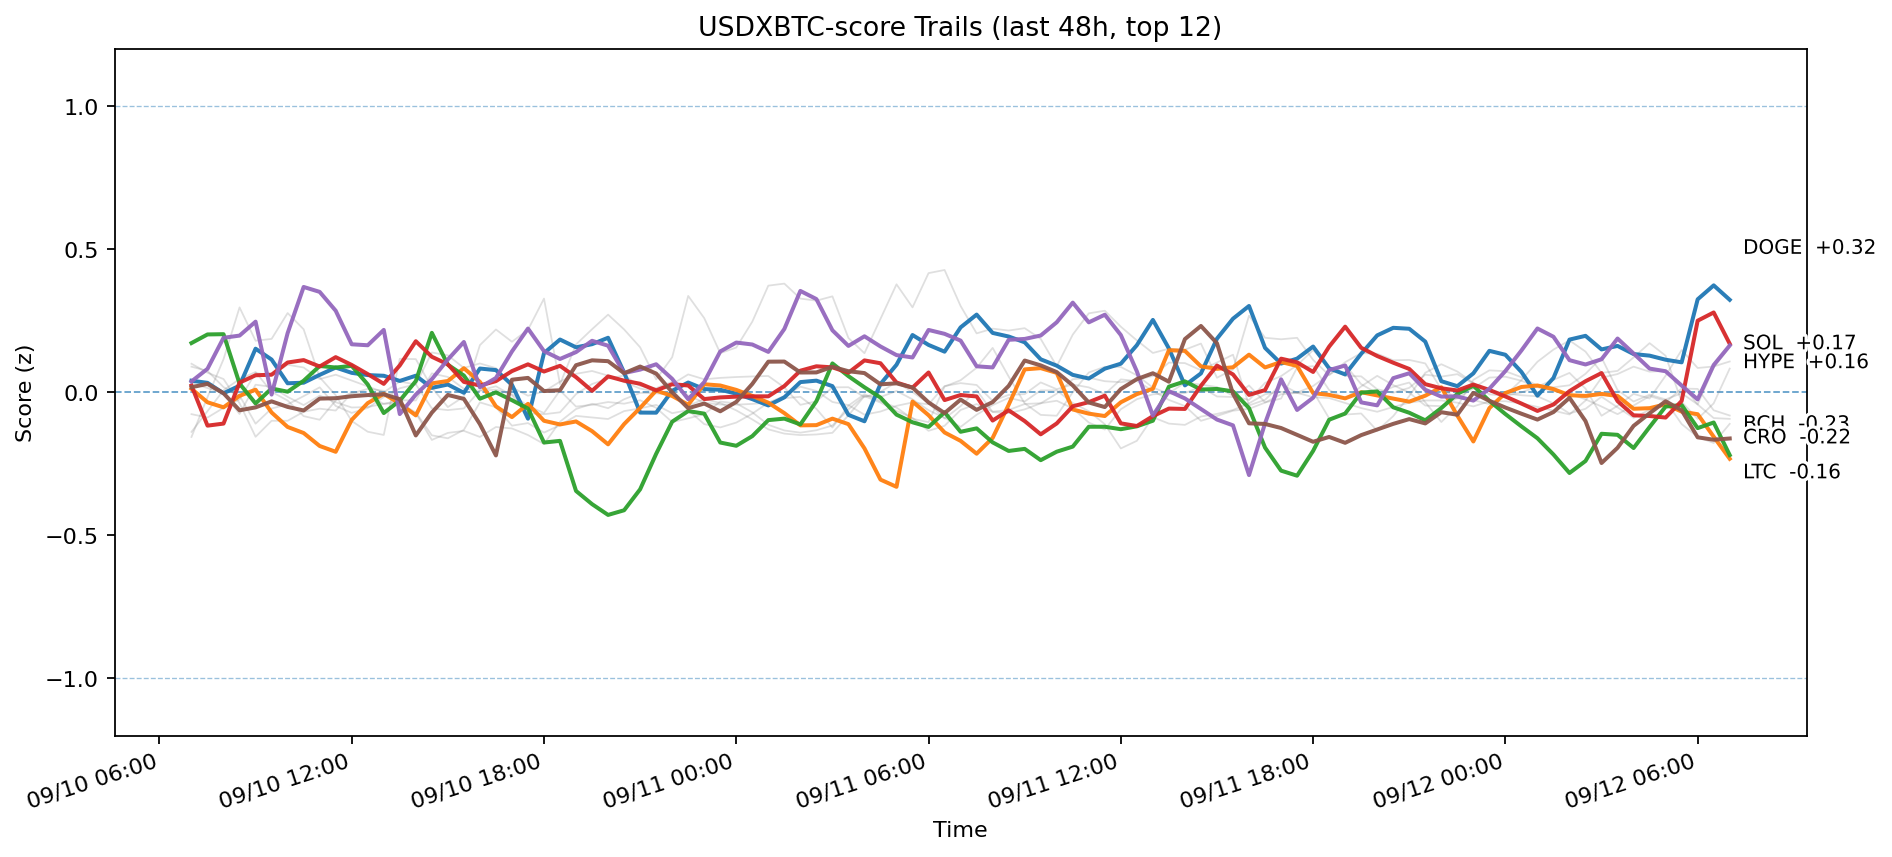 USDXBTC-score Trails (last 48h, top 12)
Score (z)
1.0
0.5
0.0
−0.5
−1.0
DOGE +0.32
SOL +0.17
HYPE +0.16
BCH -0.23
CRO -0.22
LTC -0.16
09/10 06:00
09/10 12:00
09/10 18:00
09/11 00:00
09/11 06:00
09/11 12:00
09/11 18:00
09/12 00:00
09/12 06:00
Time